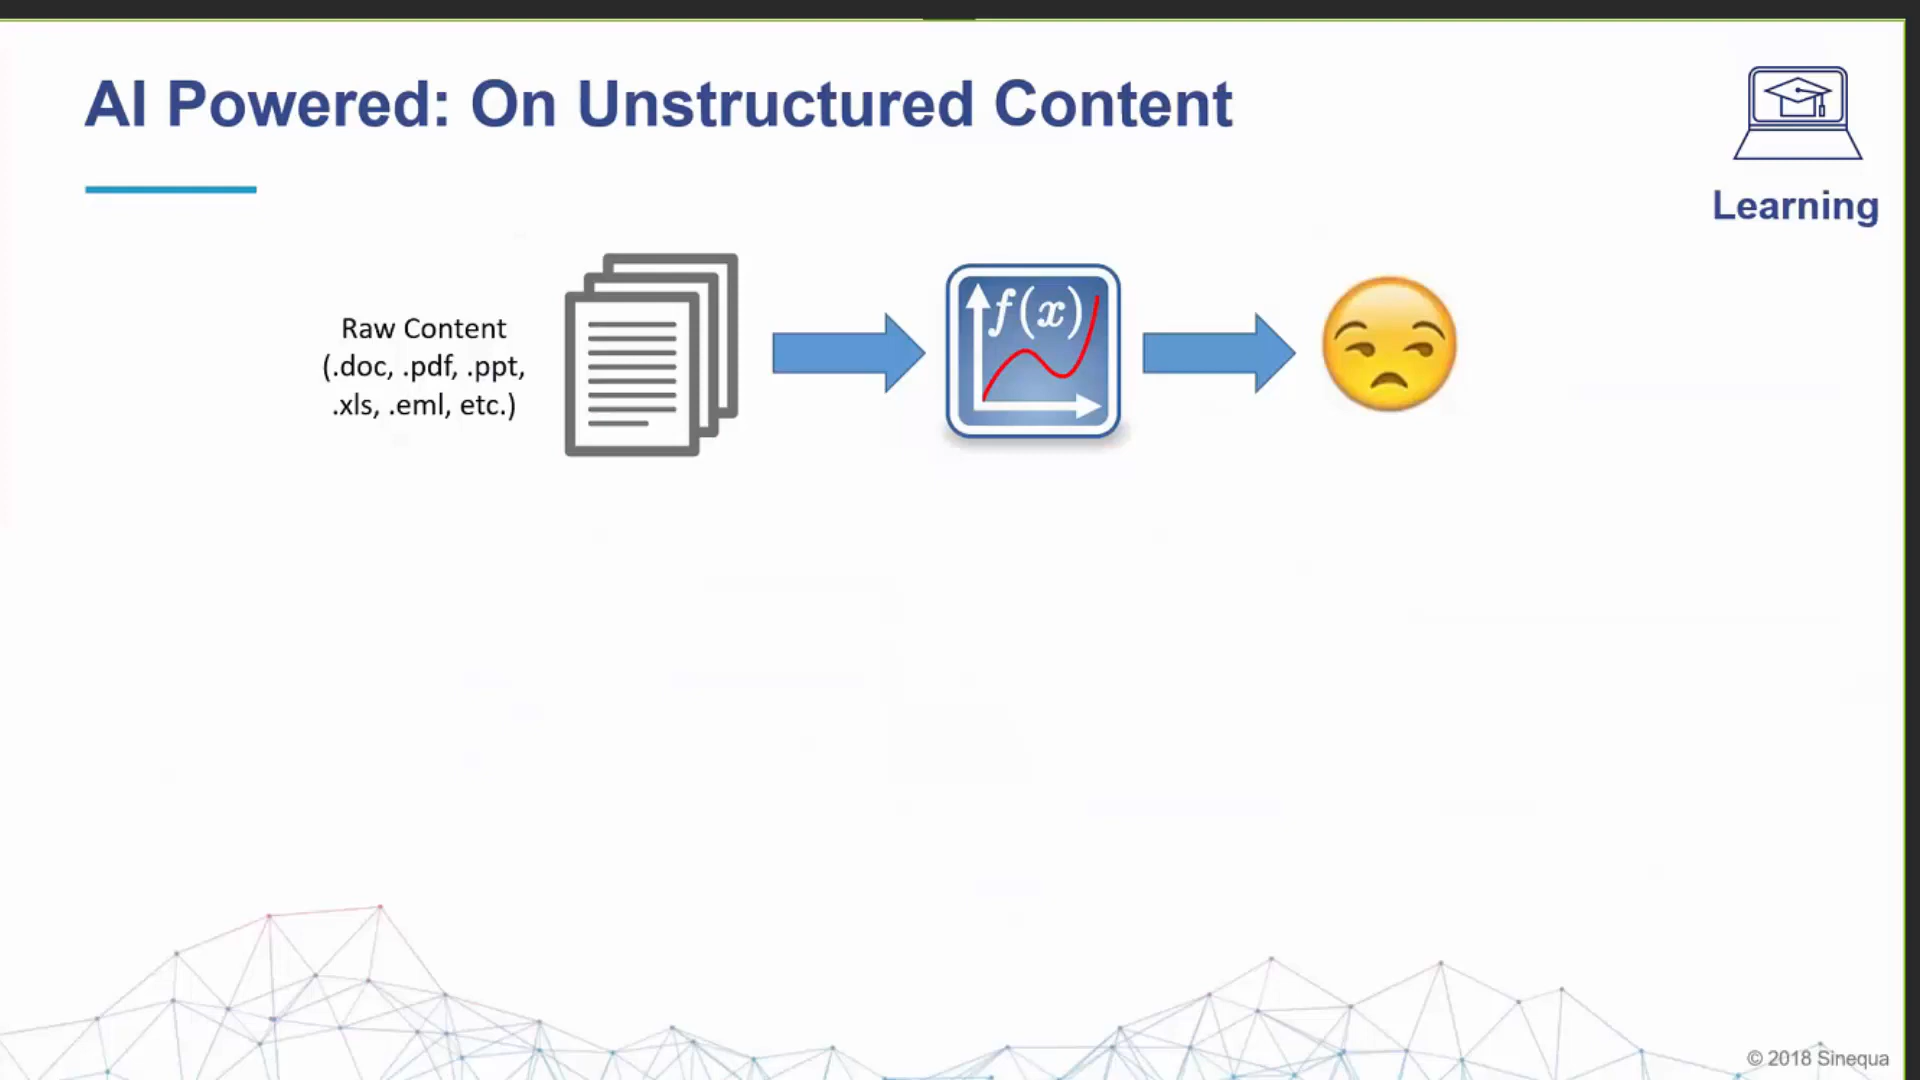 AI Powered: On Unstructured Content
Learning
Raw Content
(.doc, .pdf, .ppt,
.xls, .eml, etc.)
f(x)
© 2018 Sinequa